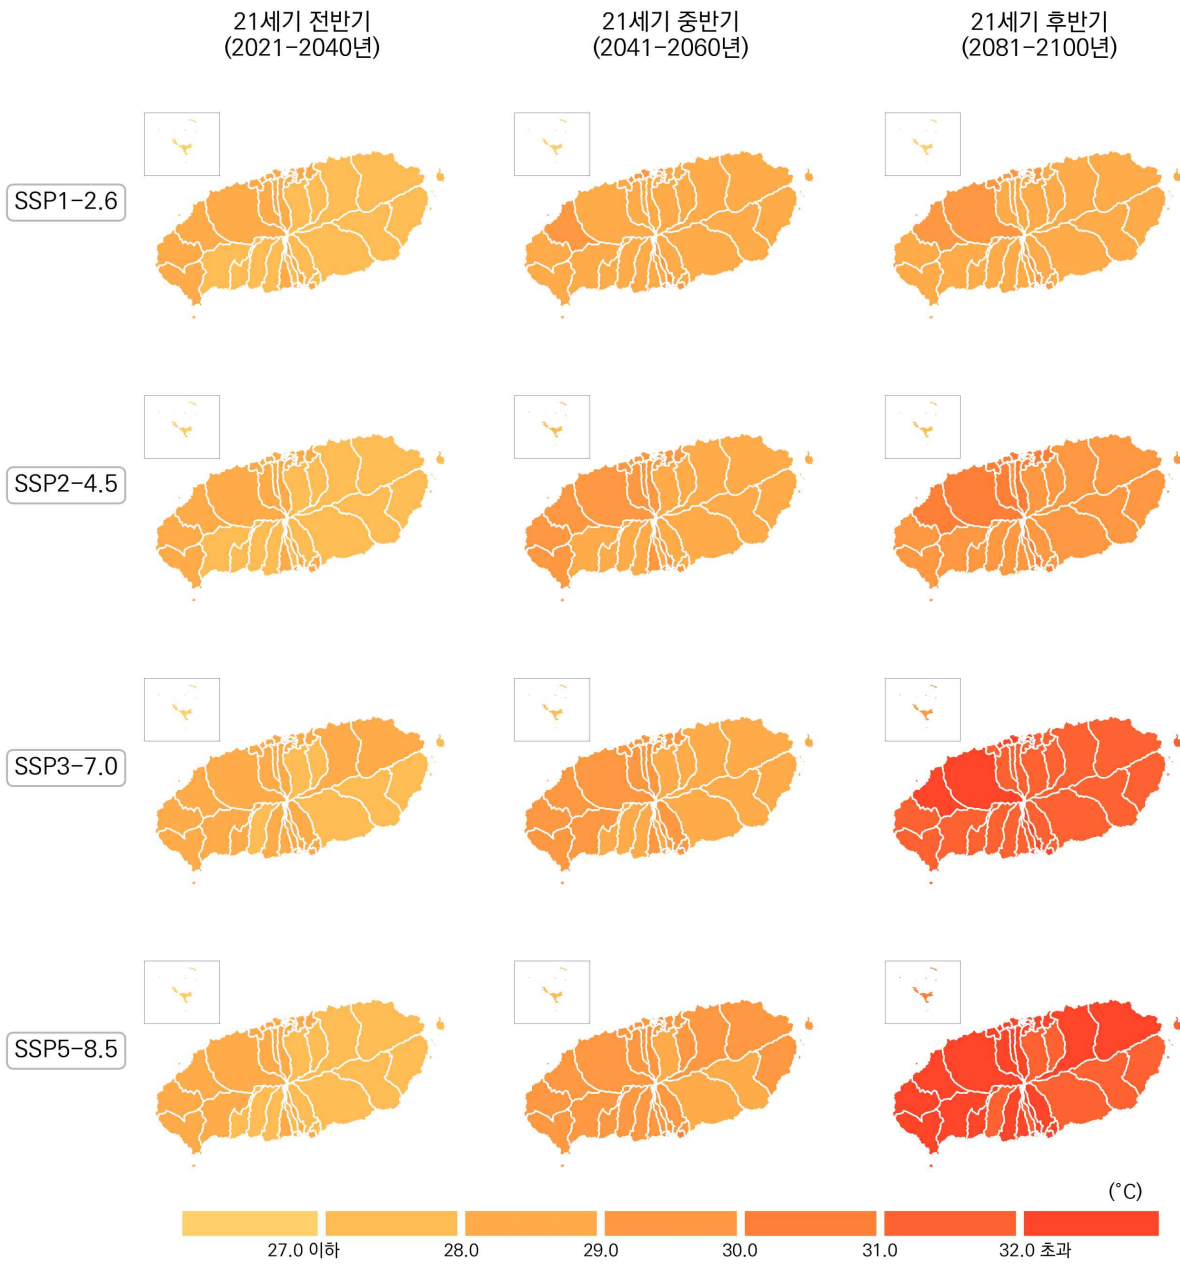 21세기 전반기
(2021-2040년)
21세기 중반기
(2041-2060년)
21세기 후반기
(2081-2100년)
SSP1-2.6
SSP2-4.5
SSP3-7.0
SSP5-8.5
(°C)
27.0 이하
28.0
29.0
30.0
31.0
32.0 초과